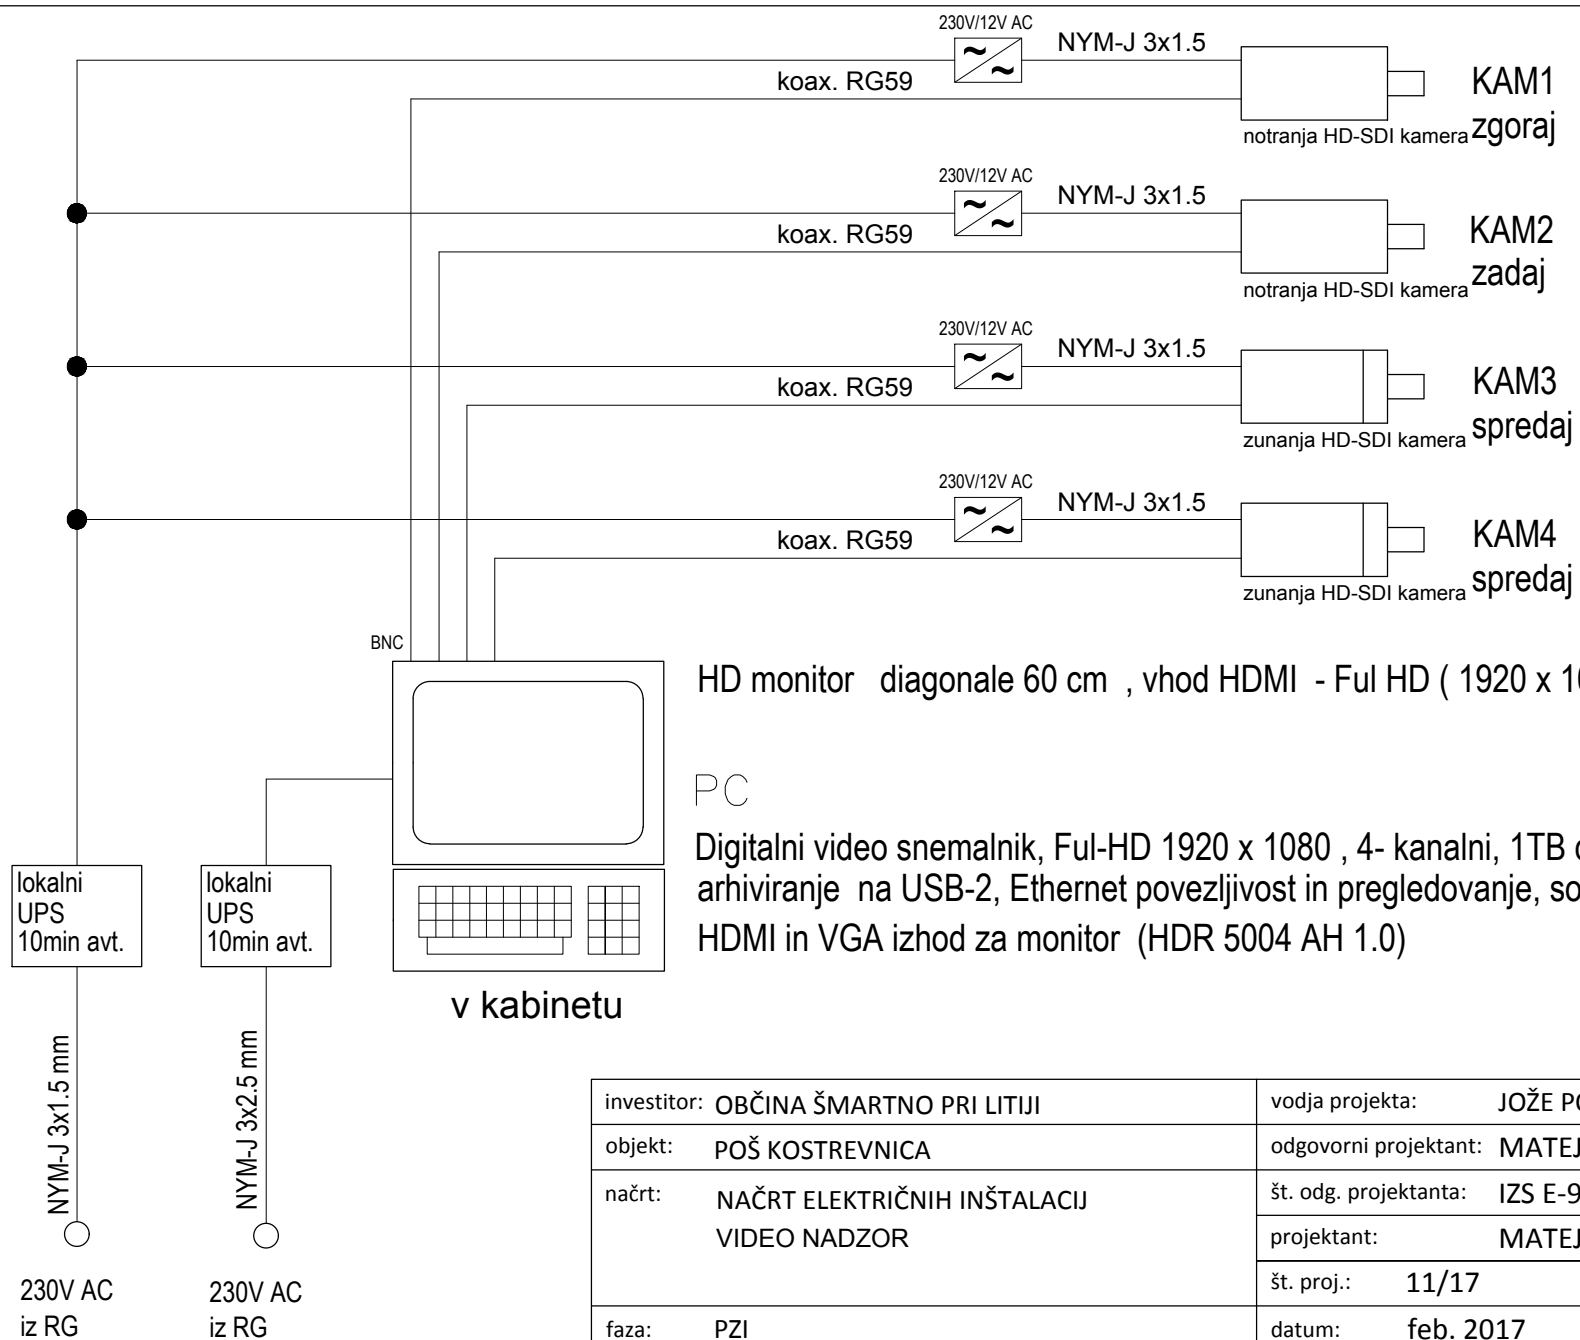 230V/12V AC
NYM-J 3x1.5
koax. RG59
KAM1
zgoraj
notranja HD-SDI kamera
230V/12V AC
NYM-J 3x1.5
koax. RG59
KAM2
zadaj
notranja HD-SDI kamera
230V/12V AC
NYM-J 3x1.5
koax. RG59
KAM3
spredaj
zunanja HD-SDI kamera
230V/12V AC
NYM-J 3x1.5
koax. RG59
KAM4
spredaj
zunanja HD-SDI kamera
BNC
HD monitor diagonale 60 cm , vhod HDMI - Ful HD ( 1920 x
PC
Digitalni video snemalnik, Ful-HD 1920 x 1080 , 4- kanalni, 1TB
arhiviranje na USB-2, Ethernet povezljivost in pregledovanje,
HDMI in VGA izhod za monitor (HDR 5004 AH 1.0)
lokalni
UPS
10min avt.
lokalni
UPS
10min avt.
v kabinetu
NYM-J 3x1.5 mm
NYM-J 3x2.5 mm
230V AC
iz RG
230V AC
iz RG
investitor: OBČINA ŠMARTNO PRI LITIJI
vodja projekta: JOŽE
objekt: POŠ KOSTREVNICA
odgovorni projektant: MATEJ
načrt: NAČRT ELEKTRIČNIH INŠTALACIJ
VIDEO NADZOR
št. odg. projektanta: IZS E-9
projektant: MATEJ
št. proj.: 11/17
faza: PZI
datum: feb. 2017